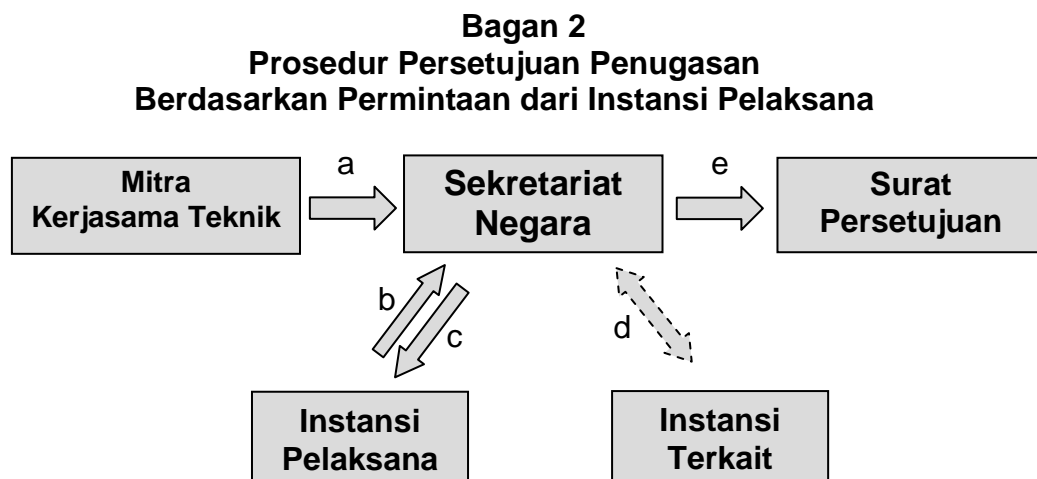 Bagan 2
Prosedur Persetujuan Penugasan
Berdasarkan Permintaan dari Instansi Pelaksana
Mitra
Kerjasama Teknik
a
Sekretariat
Negara
e
Surat
Persetujuan
b
c
d
Instansi
Pelaksana
Instansi
Terkait